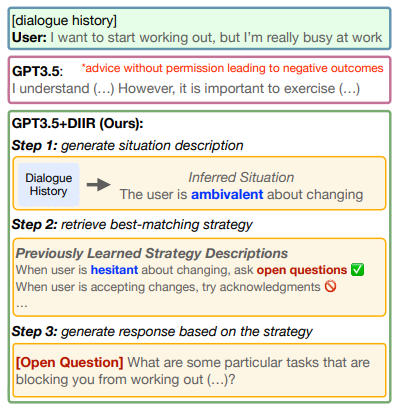 [dialogue history]
User: I want to start working out, but I'm really busy at work
GPT3.5: *advice without permission leading to negative outcomes
I understand (…) However, it is important to exercise (…)
GPT3.5+DIIR (Ours):
Step 1: generate situation description
Dialogue
History
Inferred Situation
The user is ambivalent about changing
Step 2: retrieve best-matching strategy
Previously Learned Strategy Descriptions
When user is hesitant about changing, ask open questions ✅
When user is accepting changes, try acknowledgments 🚫
…
Step 3: generate response based on the strategy
[Open Question] What are some particular tasks that are
blocking you from working out (…)?